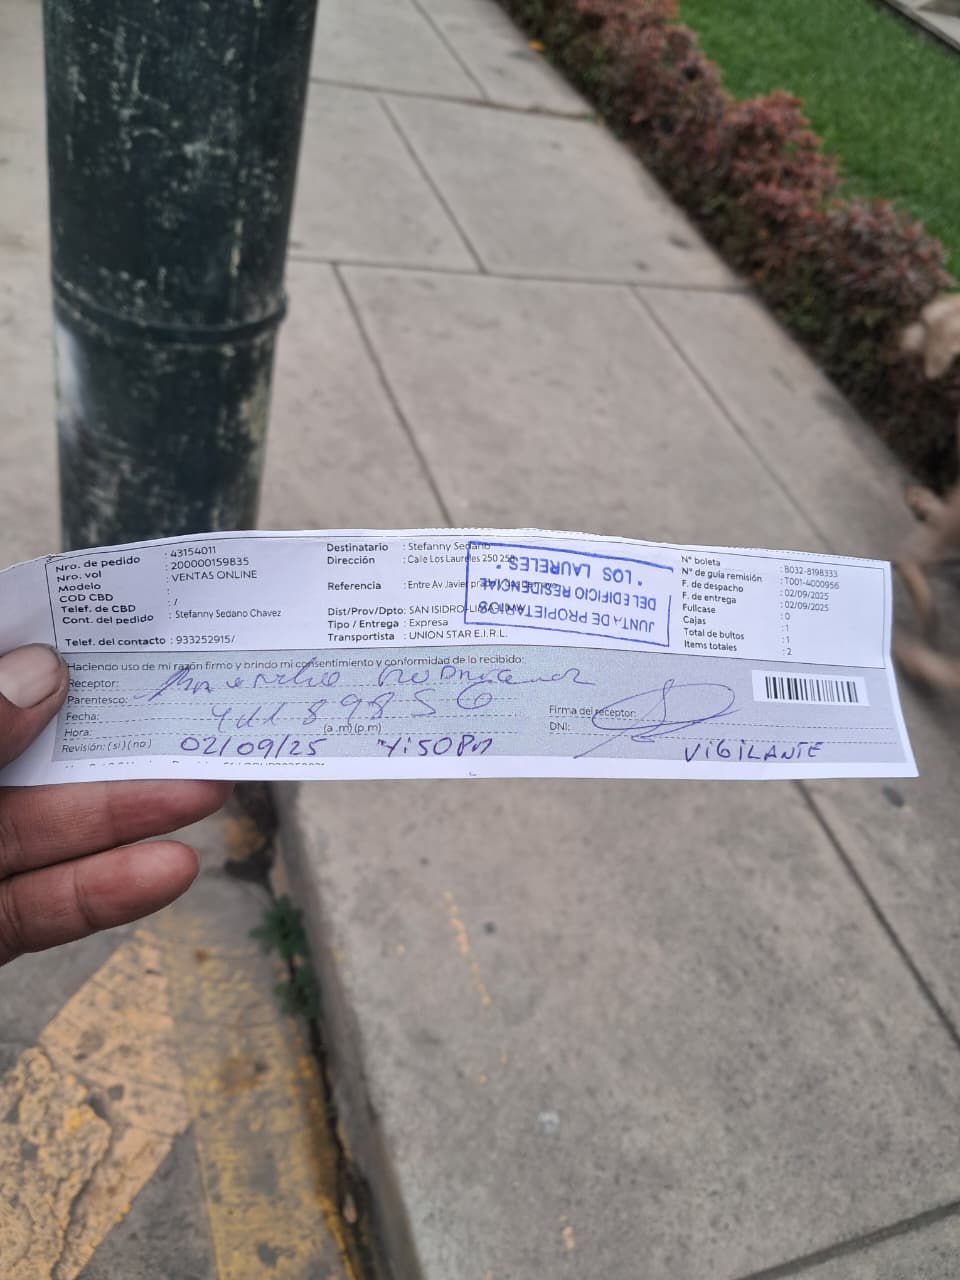 Nro. de pedido : 43154011
Nro. vol : 200000159835
Modelo : VENTAS ONLINE
COD CBD :
Telef. de CBD : /
Cont. del pedido : Stefanny Sedano Chavez
Telef. del contacto : 933252915/
Destinatario : Stefanny Sedano
Dirección : Calle Los Laureles 250 250
Referencia : Entre Av Javier prado
Dist/Prov/Dpto: SAN ISIDRO-LIMA-LIMA
Tipo / Entrega : Expresa
Transportista : UNION STAR E.I.R.L.
JUNTA DE PROPIETARIOS
DEL EDIFICIO RESIDENCIAL
• LOS LAURELES •
N° boleta : B032-8198333
N° de guía remisión : T001-4000956
F. de despacho : 02/09/2025
F. de entrega : 02/09/2025
Fullcase : 0
Cajas : 1
Total de bultos : 1
Items totales : 2
Haciendo uso de mi razón firmo y brindo mi consentimiento y conformidad de lo recibido:
Receptor:
Parentesco:
Fecha:
Hora: (a.m)(p.m)
Revisión: (si)(no) 02/09/25 4:50PM
Firma del receptor:
DNI:
VIGILANTE